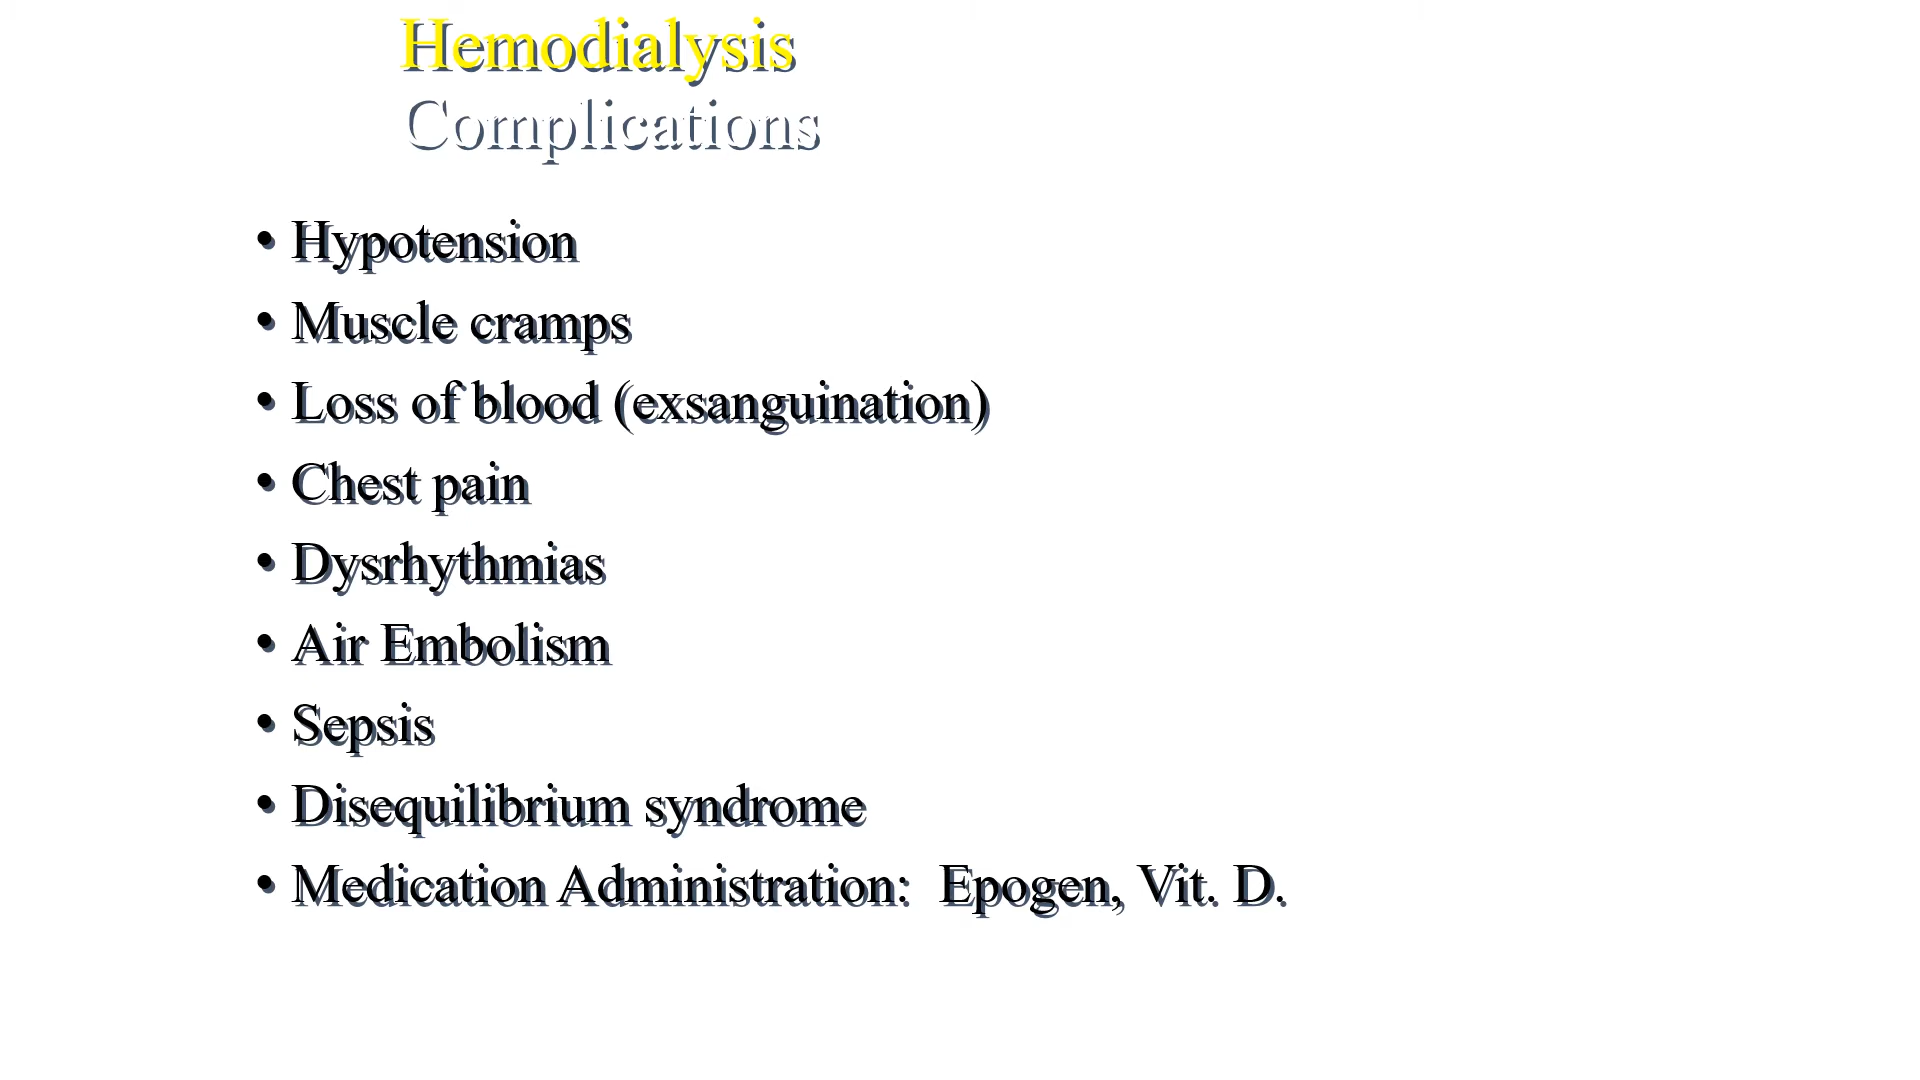 Hemodialysis
Complications
• Hypotension
• Muscle cramps
• Loss of blood (exsanguination)
• Chest pain
• Dysrhythmias
• Air Embolism
• Sepsis
• Disequilibrium syndrome
• Medication Administration:  Epogen, Vit. D.